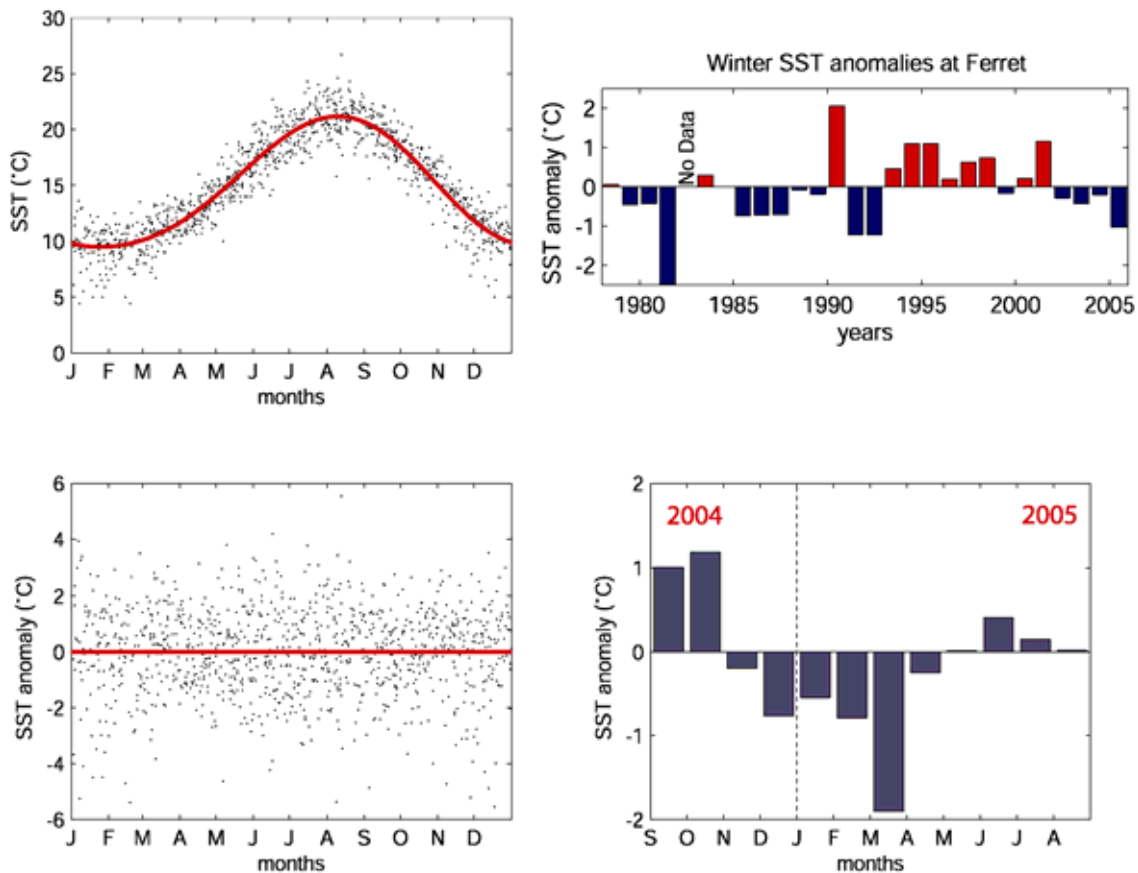 30
25
20
15
10
5
0
SST (°C)
J F M A M J J A S O N D
months
Winter SST anomalies at Ferret
2
1
0
-1
-2
SST anomaly (°C)
No Data
1980 1985 1990 1995 2000 2005
years
6
4
2
0
-2
-4
-6
SST anomaly (°C)
J F M A M J J A S O N D
months
2
1
0
-1
-2
SST anomaly (°C)
2004 2005
S O N D J F M A M J J A
months